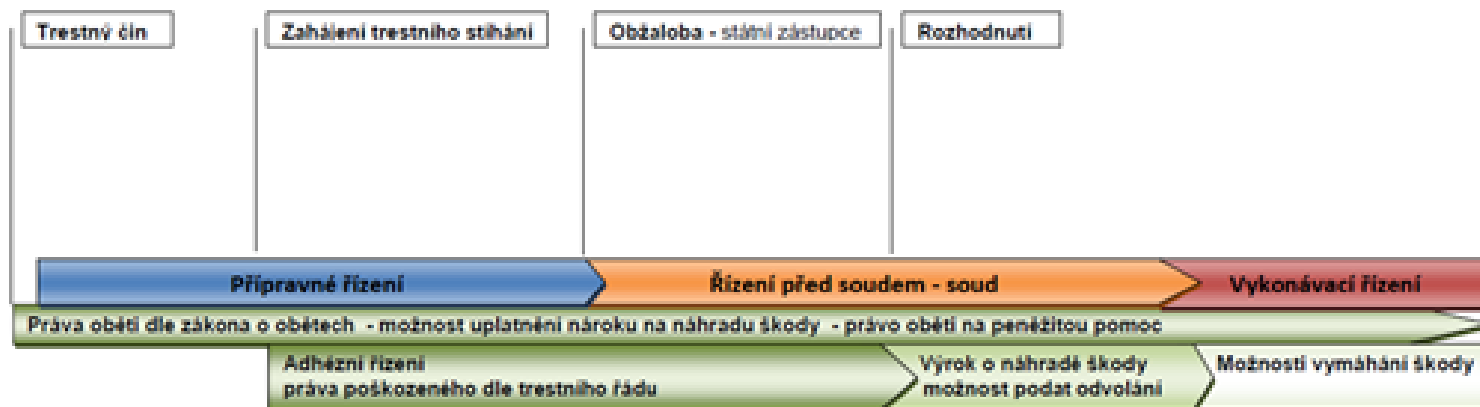 Trestný čin
Zahájení trestního stíhání
Obžaloba - státní zástupce
Rozhodnutí
Přípravné řízení
Řízení před soudem - soud
Vykonávací řízení
Práva obětí dle zákona o obětech - možnost uplatnění nároku na náhradu škody - právo obětí na peněžitou pomoc
Adhézní řízení
práva poškozeného dle trestního řádu
Výrok o náhradě škody
možnost podat odvolání
Možnosti vymáhání škody